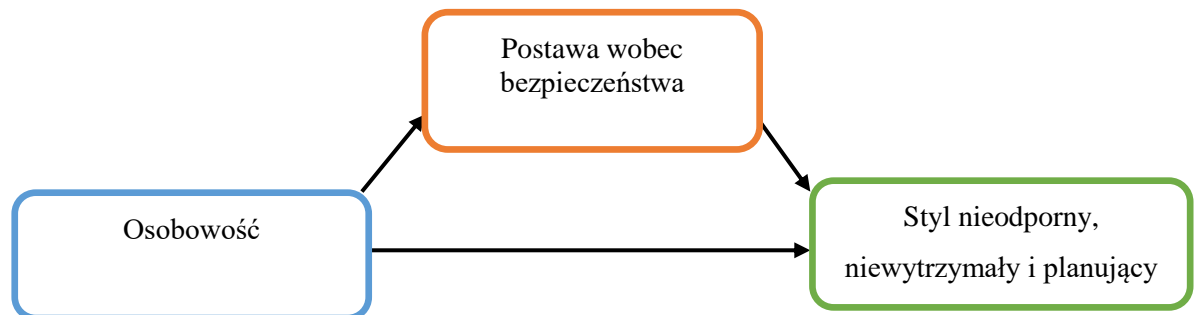 Postawa wobec
bezpieczeństwa
Osobowość
Styl nieodporny,
niewytrzymały i planujący